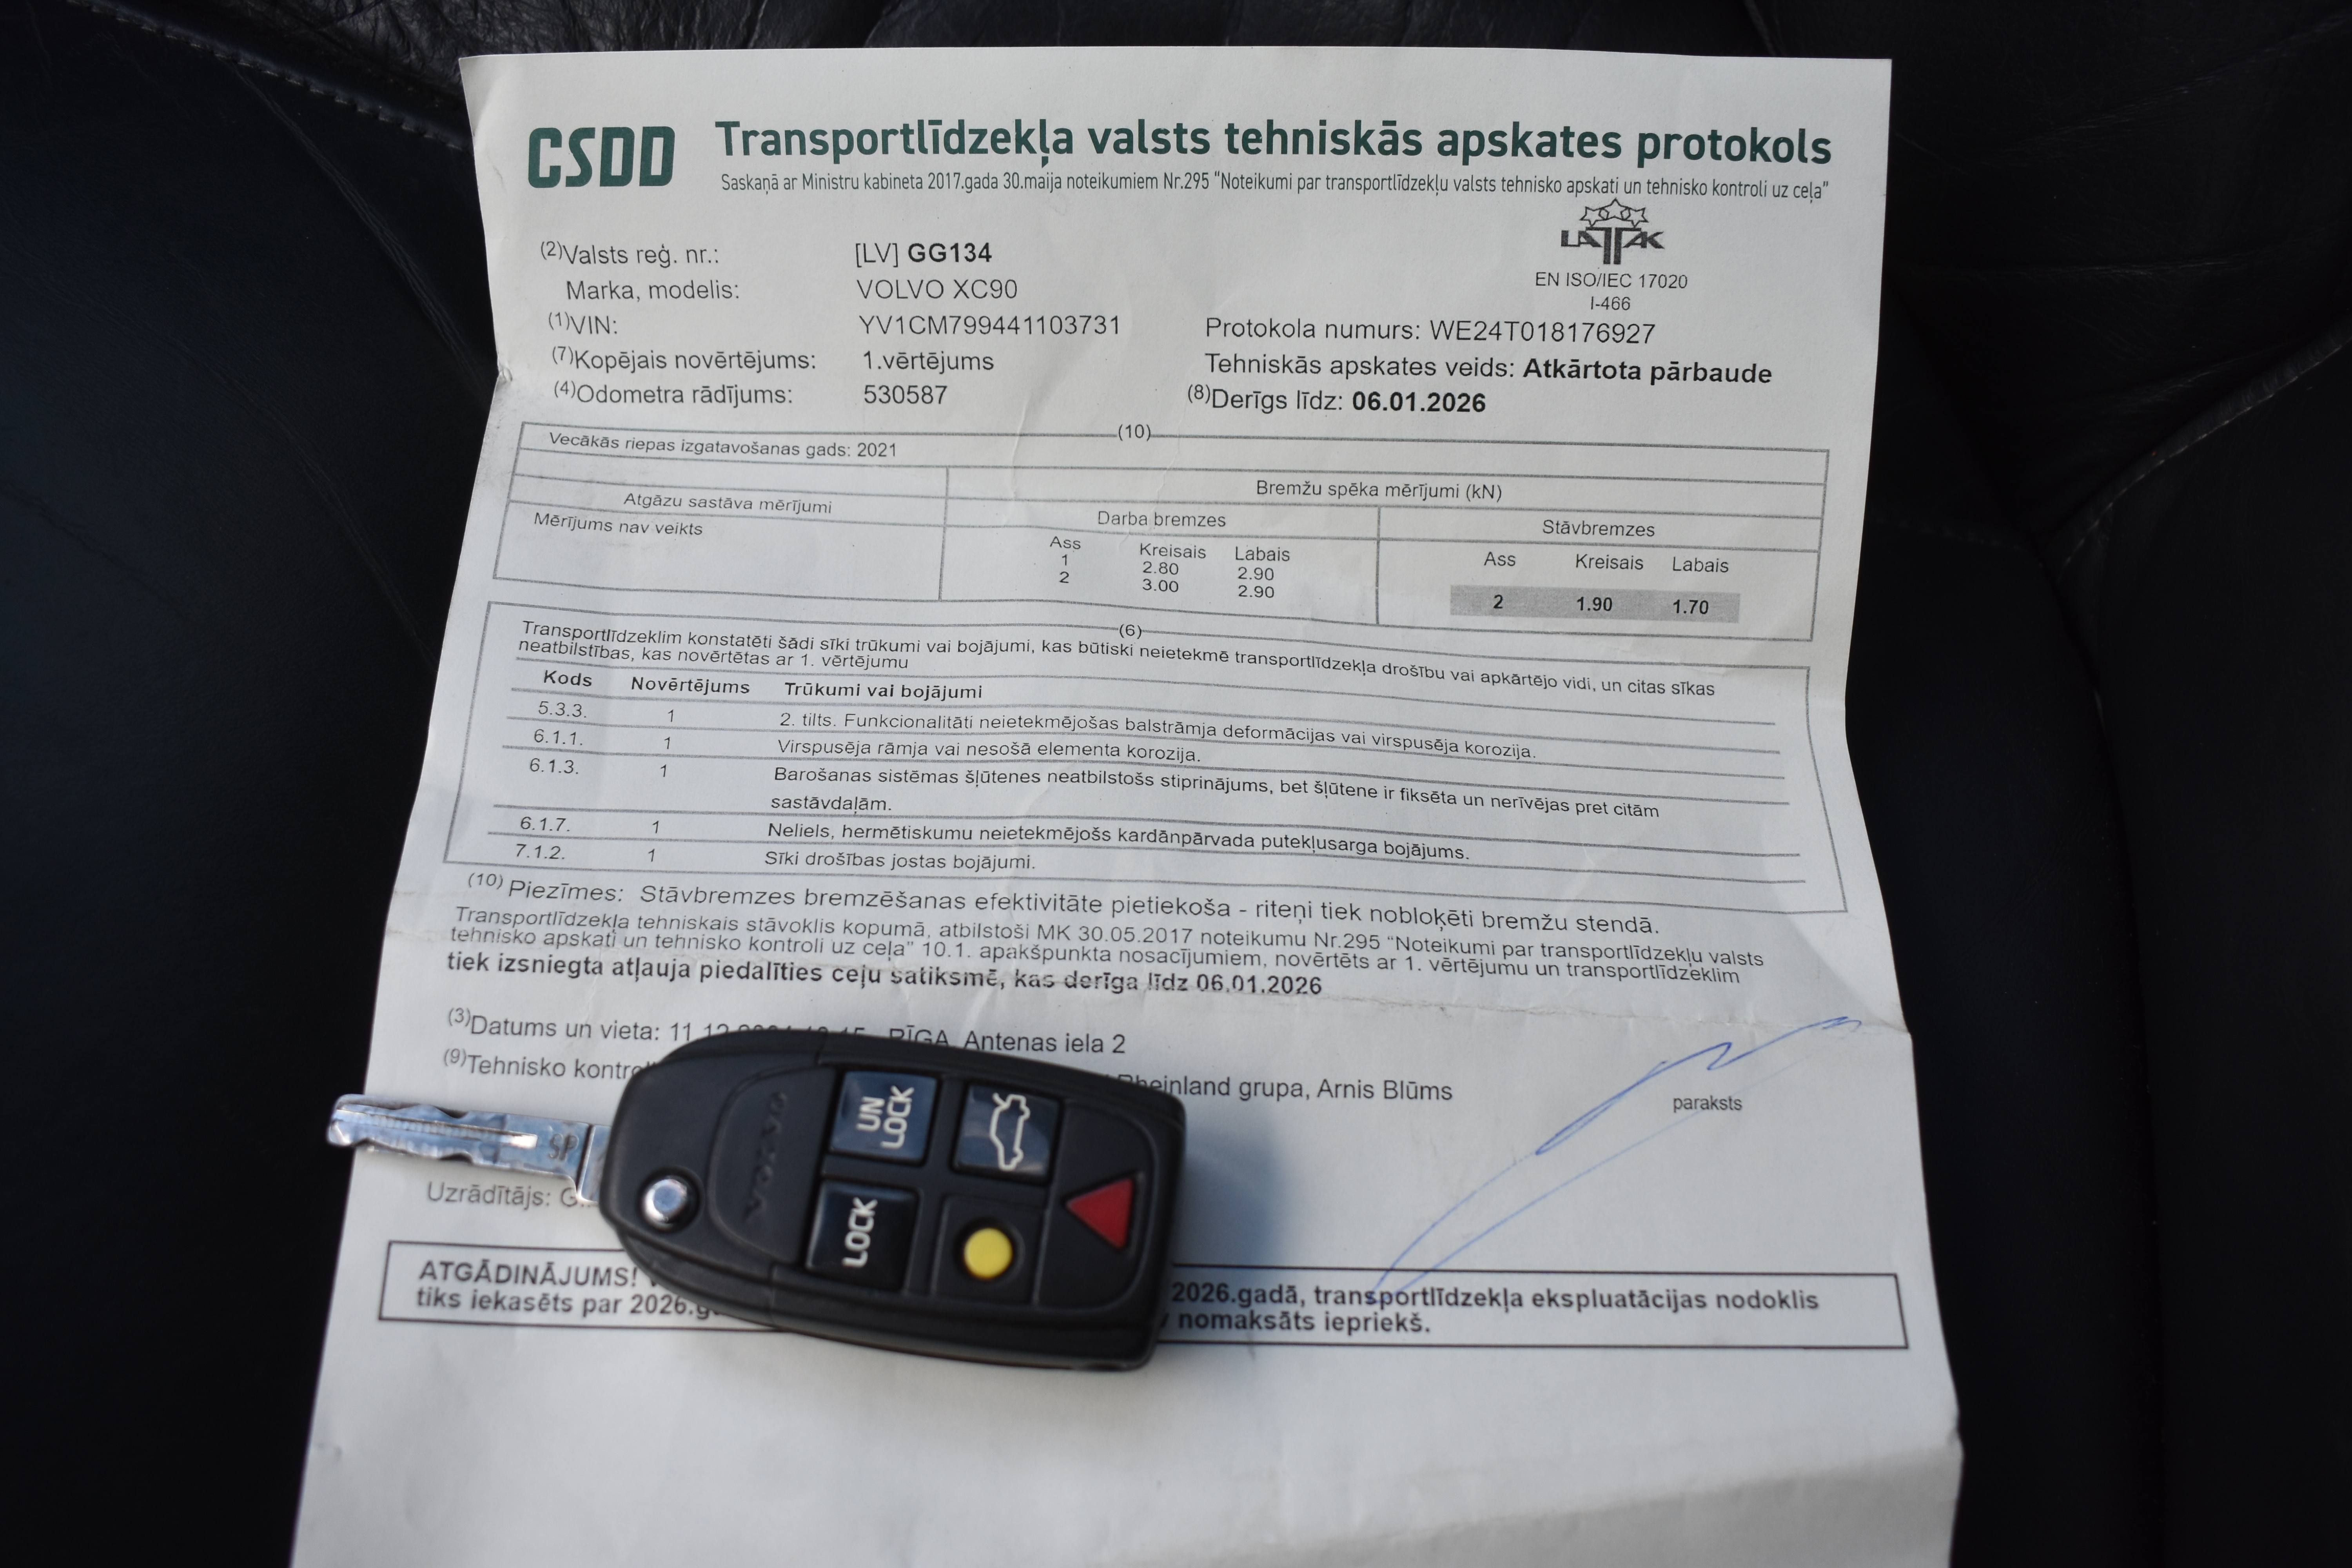 CSDD Transportlīdzekļa valsts tehniskās apskates protokols
Saskaņā ar Ministru kabineta 2017.gada 30.maija noteikumiem Nr.295 "Noteikumi par transportlīdzekļu valsts tehnisko apskati un tehnisko kontroli uz ceļa"
LATAK
EN ISO/IEC 17020
I-466
(2)Valsts reģ. nr.: [LV] GG134
Marka, modelis: VOLVO XC90
(1)VIN: YV1CM799441103731 Protokola numurs: WE24T018176927
(7)Kopējais novērtējums: 1.vērtējums Tehniskās apskates veids: Atkārtota pārbaude
(4)Odometra rādījums: 530587 (8)Derīgs līdz: 06.01.2026
(10)
Vecākās riepas izgatavošanas gads: 2021
Atgāzu sastāva mērījumi Bremžu spēka mērījumi (kN)
Mērījums nav veikts Darba bremzes Stāvbremzes
Ass Kreisais Labais Ass Kreisais Labais
1 2.80 2.90
2 3.00 2.90 2 1.90 1.70
(6)
Transportlīdzeklim konstatēti šādi sīki trūkumi vai bojājumi, kas būtiski neietekmē transportlīdzekļa drošību vai apkārtējo vidi, un citas sīkas
neatbilstības, kas novērtētas ar 1. vērtējumu
Kods Novērtējums Trūkumi vai bojājumi
5.3.3. 1 2. tilts. Funkcionalitāti neietekmējošas balstrāmja deformācijas vai virspusēja korozija.
6.1.1. 1 Virspusēja rāmja vai nesošā elementa korozija.
6.1.3. 1 Barošanas sistēmas šļūtenes neatbilstošs stiprinājums, bet šļūtene ir fiksēta un nerīvējas pret citām
sastāvdaļām.
6.1.7. 1 Neliels, hermētiskumu neietekmējošs kardānpārvada putekļusarga bojājums.
7.1.2. 1 Sīki drošības jostas bojājumi.
(10) Piezīmes: Stāvbremzes bremzēšanas efektivitāte pietiekoša - riteņi tiek nobloķēti bremžu stendā.
Transportlīdzekļa tehniskais stāvoklis kopumā, atbilstoši MK 30.05.2017 noteikumu Nr.295 "Noteikumi par transportlīdzekļu valsts
tehnisko apskati un tehnisko kontroli uz ceļa" 10.1. apakšpunkta nosacījumiem, novērtēts ar 1. vērtējumu un transportlīdzeklim
tiek izsniegta atļauja piedalīties ceļu satiksmē, kas derīga līdz 06.01.2026
(3)Datums un vieta: 11.12 RĪGA, Antenas iela 2
(9)Tehnisko Rheinland grupa, Arnis Blūms
paraksts
Uzrādītājs:
ATGĀDINĀJUMS! 2026.gadā, transportlīdzekļa ekspluatācijas nodoklis
tiks iekasēts par nomaksāts iepriekš.
SP
VOLVO
UN
LOCK
LOCK